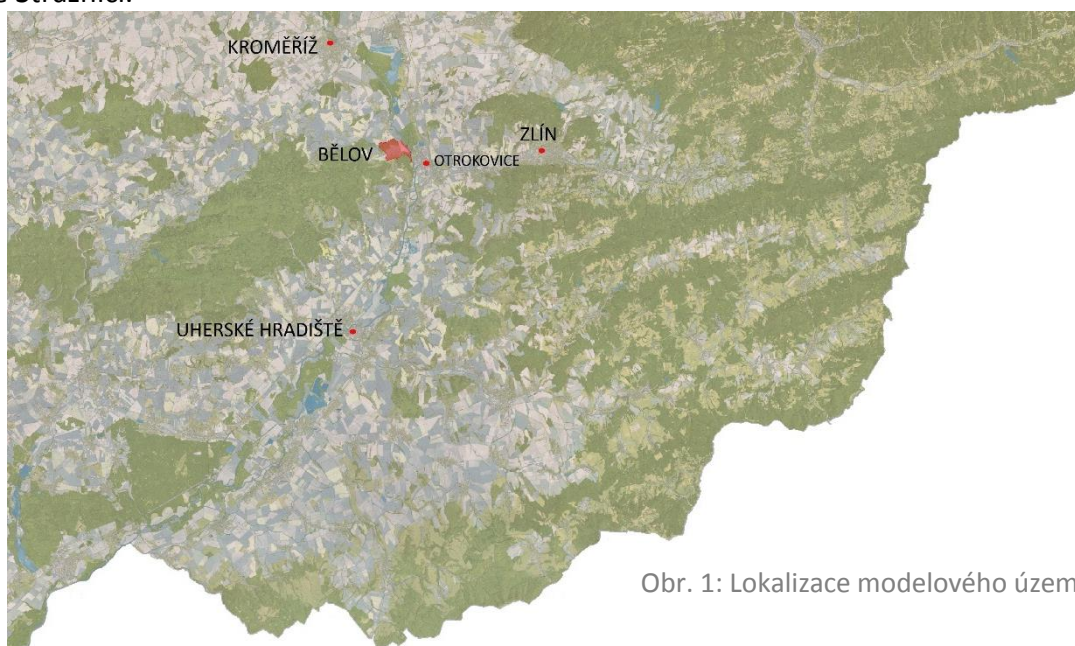 KROMĚŘÍŽ
ZLÍN
BĚLOV
OTROKOVICE
UHERSKÉ HRADIŠTĚ
Obr. 1: Lokalizace modelového územ